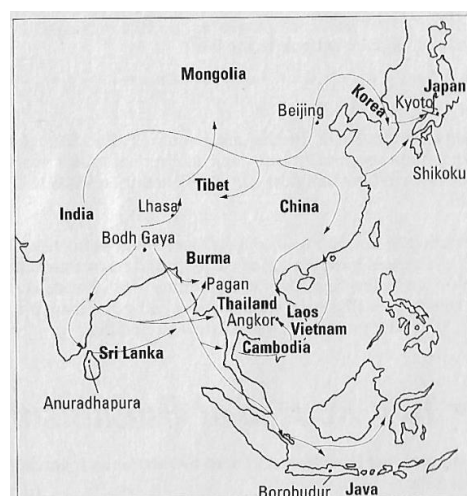 Mongolia
Japan
Korea
Kyoto
Beijing
Shikoku
Tibet
Lhasa
China
India
Bodh Gaya
Burma
Pagan
Thailand
Laos
Angkor
Vietnam
Cambodia
Sri Lanka
Anuradhapura
Borobudur Java